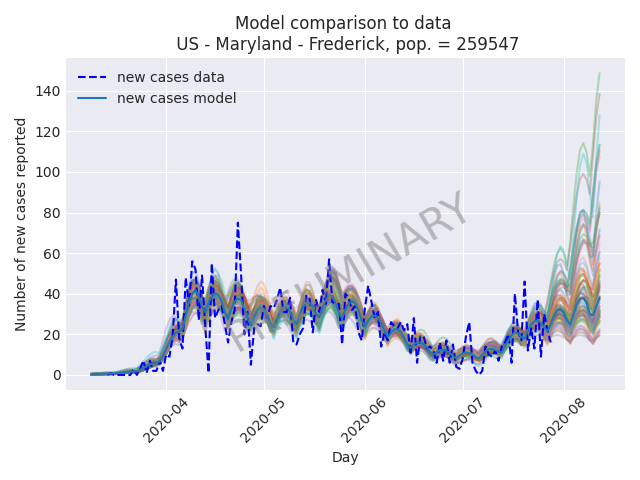 Model comparison to data
US - Maryland - Frederick, pop. = 259547
new cases data
new cases model
PRELIMINARY
Number of new cases reported
140
120
100
80
60
40
20
0
2020-04
2020-05
2020-06
2020-07
2020-08
Day